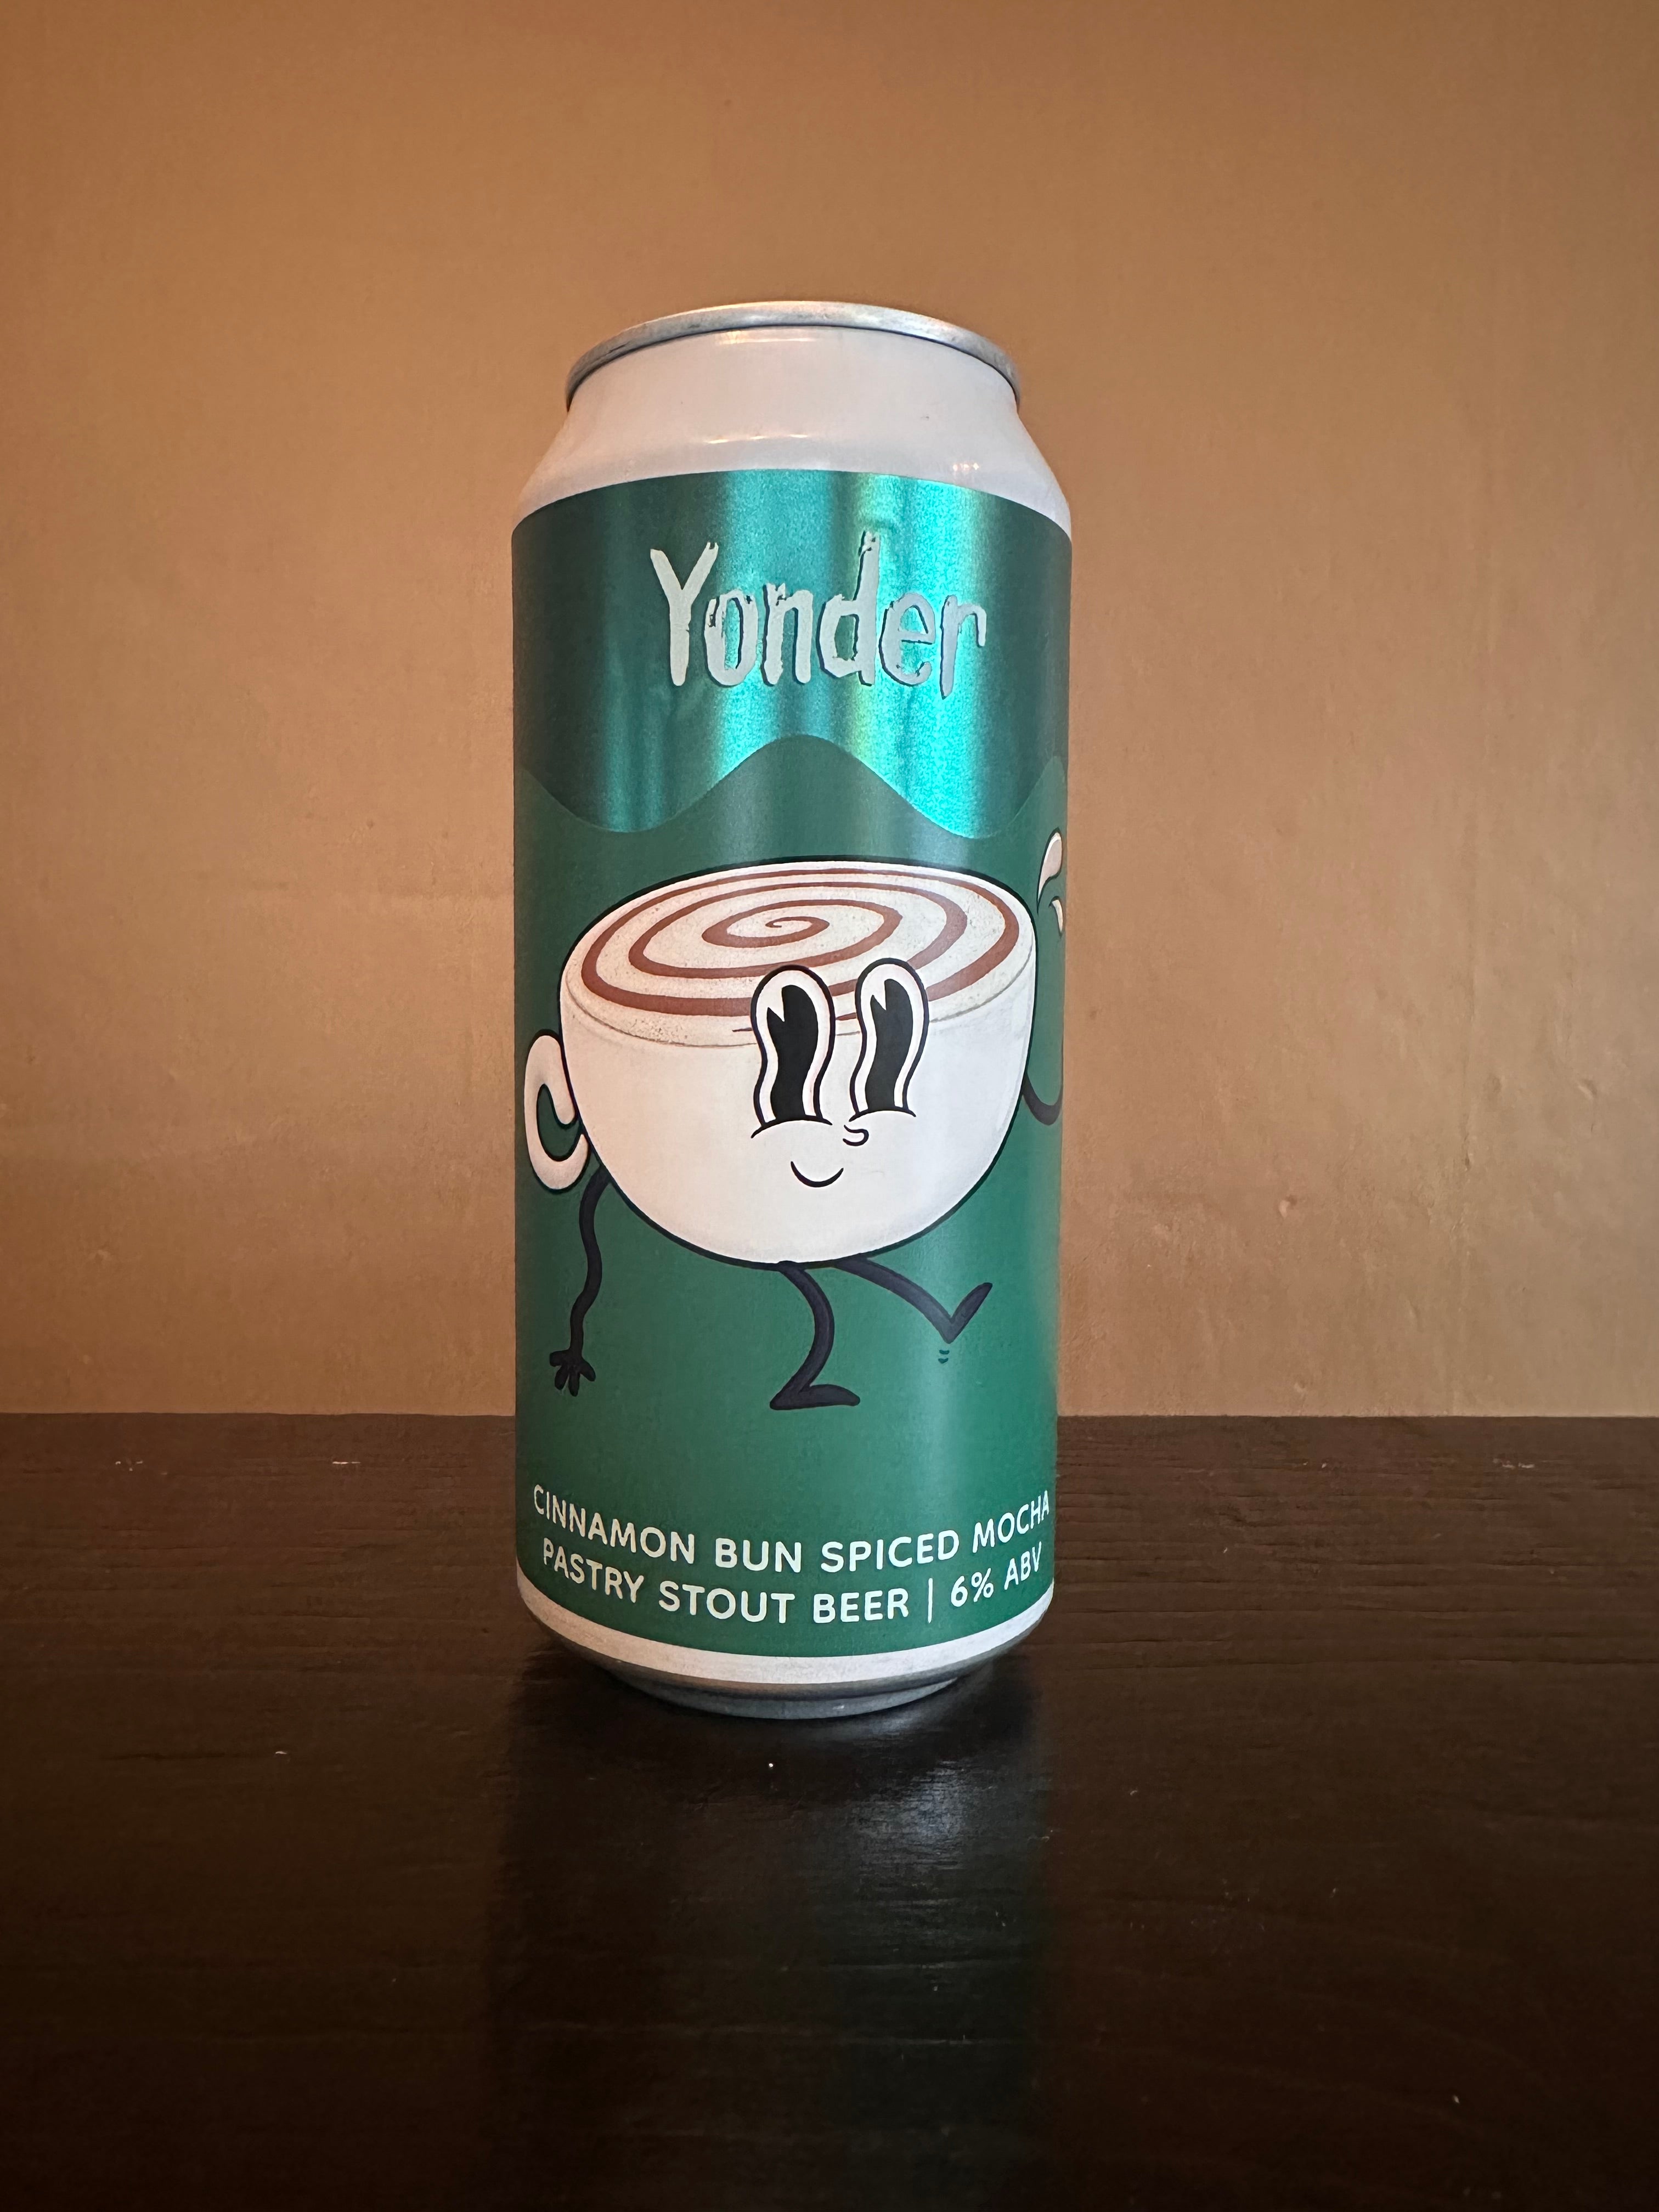 Yonder
CINNAMON BUN SPICED MOCHA
PASTRY STOUT BEER | 6% ABV